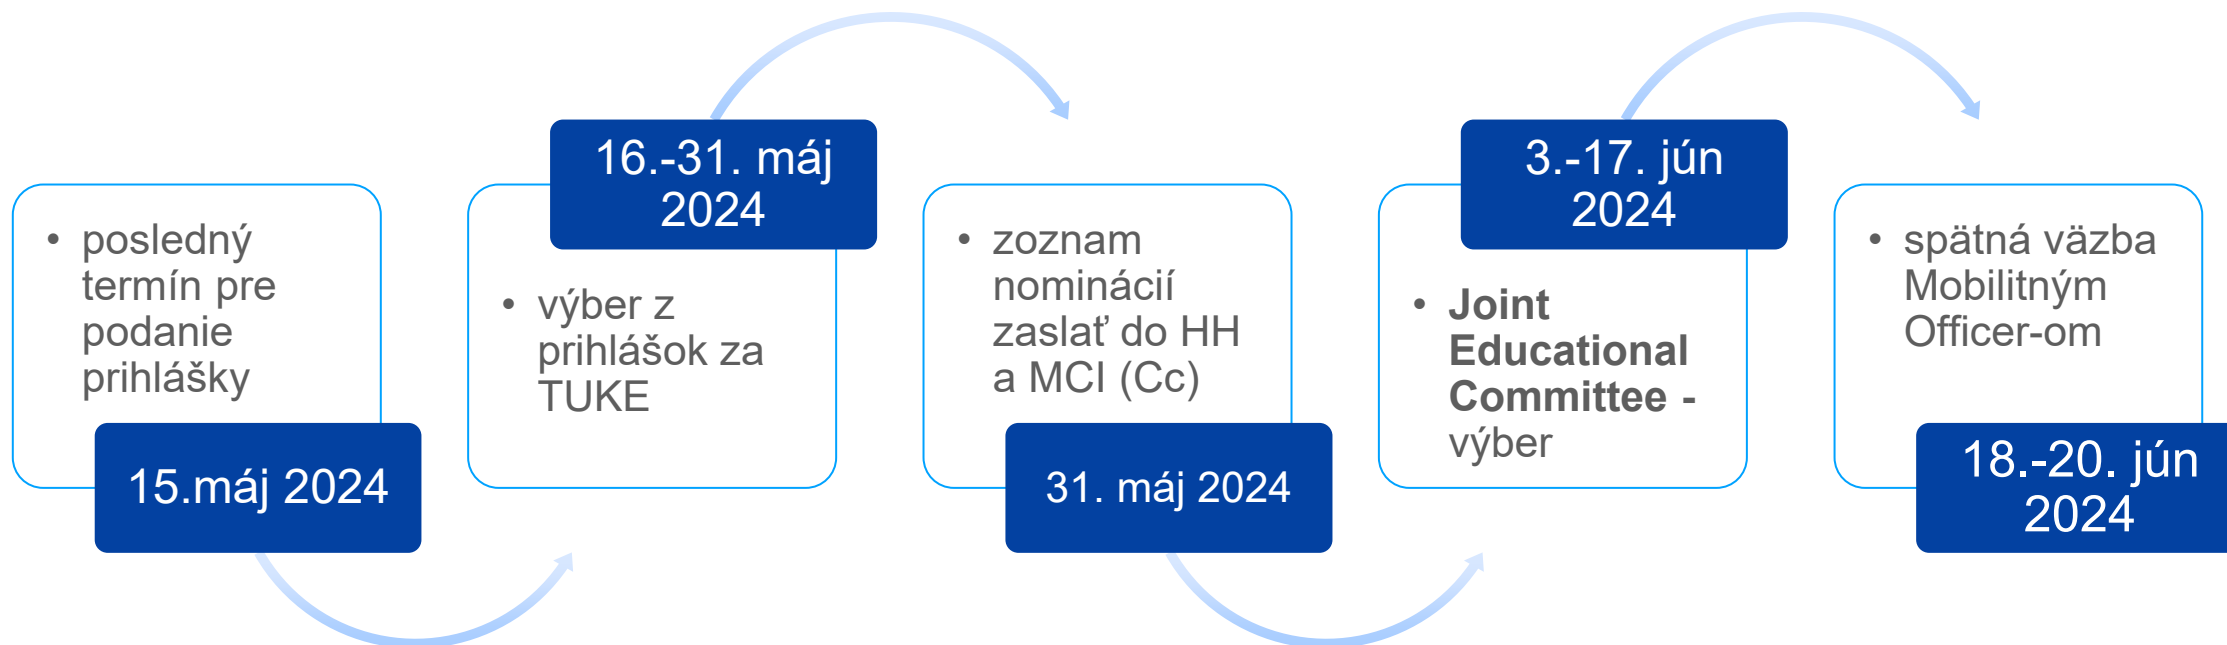 • posledný
termín pre
podanie
prihlášky
15.máj 2024
16.-31. máj
2024
• výber z
prihlášok za
TUKE
• zoznam
nominácií
zaslať do HH
a MCI (Cc)
31. máj 2024
3.-17. jún
2024
• Joint
Educational
Committee -
výber
• spätná väzba
Mobilitným
Officer-om
18.-20. jún
2024